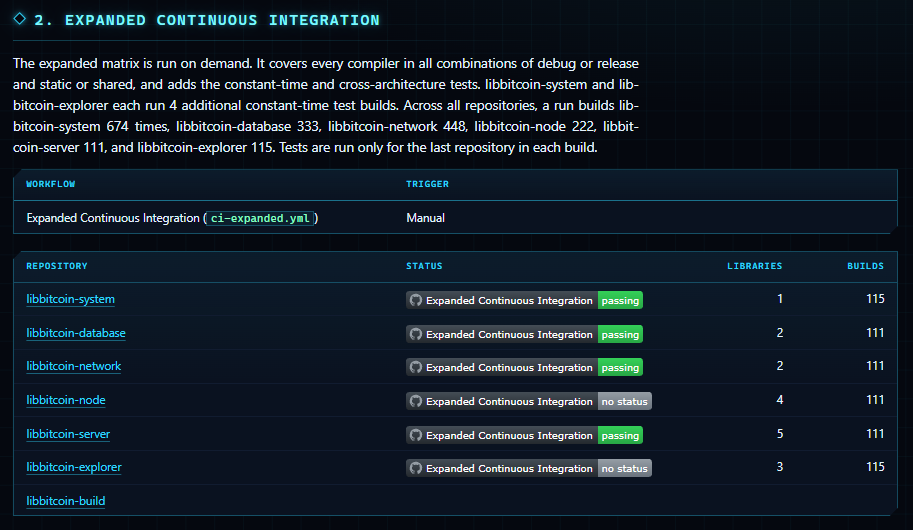 2. EXPANDED CONTINUOUS INTEGRATION
The expanded matrix is run on demand. It covers every compiler in all combinations of debug or release
and static or shared, and adds the constant-time and cross-architecture tests. libbitcoin-system and lib-
bitcoin-explorer each run 4 additional constant-time test builds. Across all repositories, a run builds lib-
bitcoin-system 674 times, libbitcoin-database 333, libbitcoin-network 448, libbitcoin-node 222, libbit-
coin-server 111, and libbitcoin-explorer 115. Tests are run only for the last repository in each build.
WORKFLOW TRIGGER
Expanded Continuous Integration (ci-expanded.yml) Manual
REPOSITORY STATUS LIBRARIES BUILDS
libbitcoin-system Expanded Continuous Integration passing 1 115
libbitcoin-database Expanded Continuous Integration passing 2 111
libbitcoin-network Expanded Continuous Integration passing 2 111
libbitcoin-node Expanded Continuous Integration no status 4 111
libbitcoin-server Expanded Continuous Integration passing 5 111
libbitcoin-explorer Expanded Continuous Integration no status 3 115
libbitcoin-build